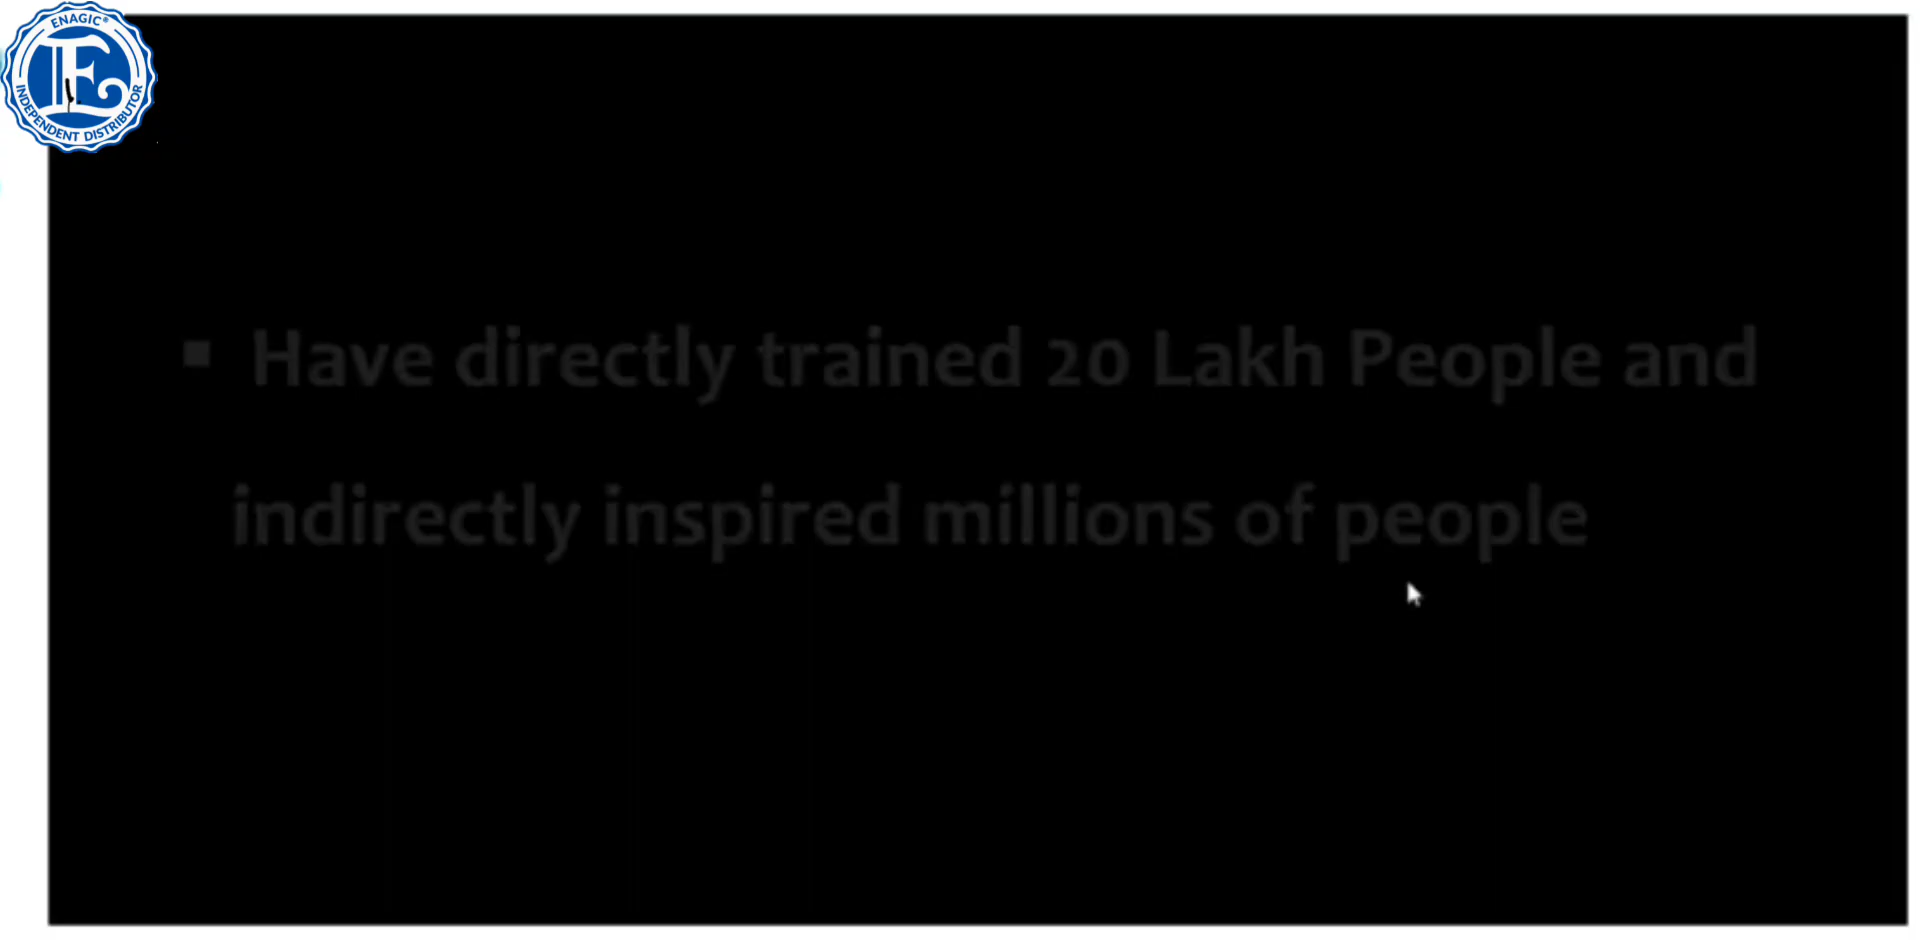 ENAGIC®
INDEPENDENT DISTRIBUTOR
▪ Have directly trained 20 Lakh People and
indirectly inspired millions of people